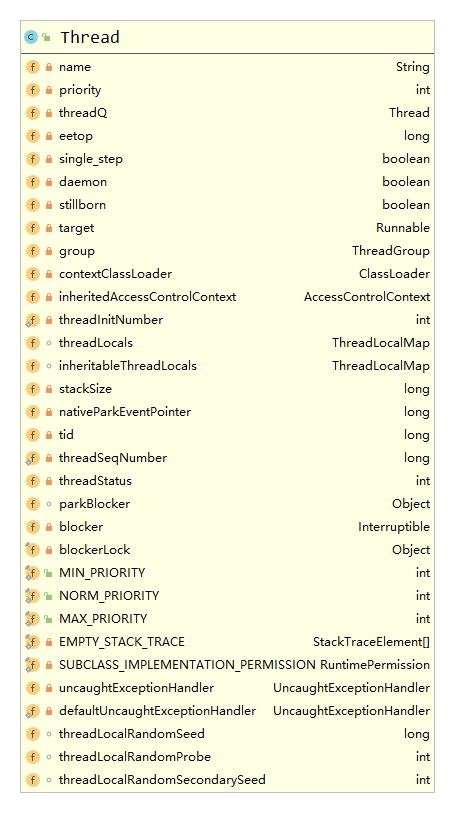 Thread
name String
priority int
threadQ Thread
eetop long
single_step boolean
daemon boolean
stillborn boolean
target Runnable
group ThreadGroup
contextClassLoader ClassLoader
inheritedAccessControlContext AccessControlContext
threadInitNumber int
threadLocals ThreadLocalMap
inheritableThreadLocals ThreadLocalMap
stackSize long
nativeParkEventPointer long
tid long
threadSeqNumber long
threadStatus int
parkBlocker Object
blocker Interruptible
blockerLock Object
MIN_PRIORITY int
NORM_PRIORITY int
MAX_PRIORITY int
EMPTY_STACK_TRACE StackTraceElement[]
SUBCLASS_IMPLEMENTATION_PERMISSION RuntimePermission
uncaughtExceptionHandler UncaughtExceptionHandler
defaultUncaughtExceptionHandler UncaughtExceptionHandler
threadLocalRandomSeed long
threadLocalRandomProbe int
threadLocalRandomSecondarySeed int